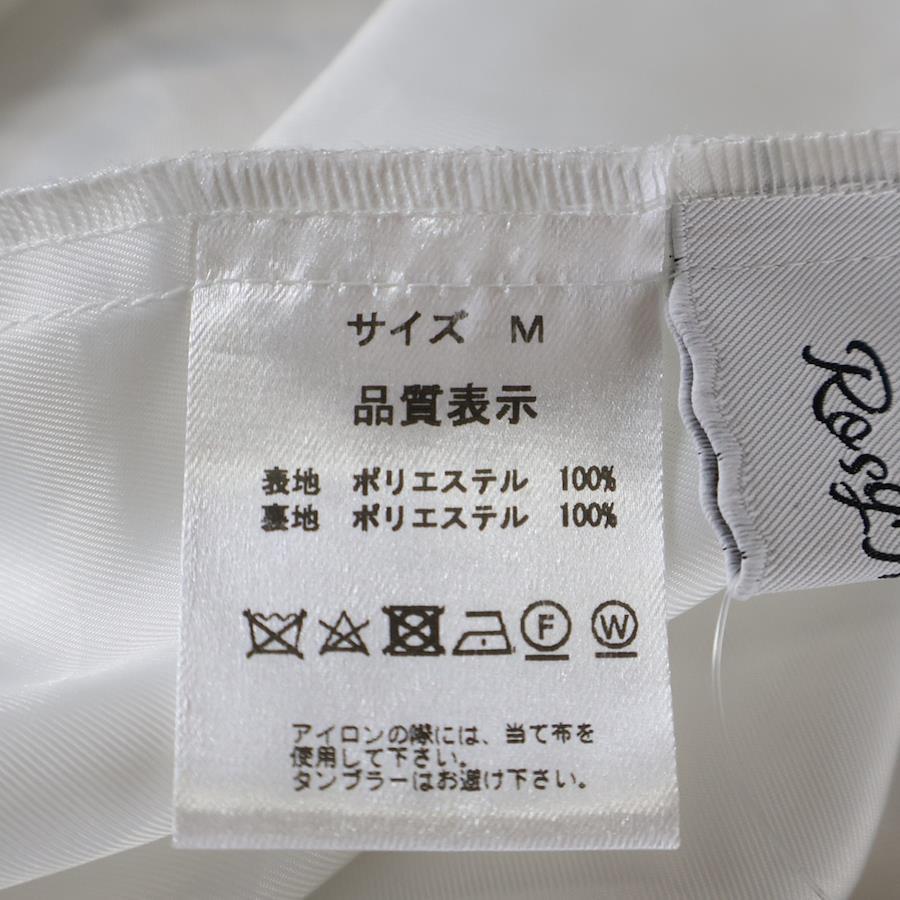 サイズ M
品質表示
表地 ポリエステル 100%
裏地 ポリエステル 100%
F W
アイロンの際には、当て布を
使用して下さい。
タンブラーはお避け下さい。